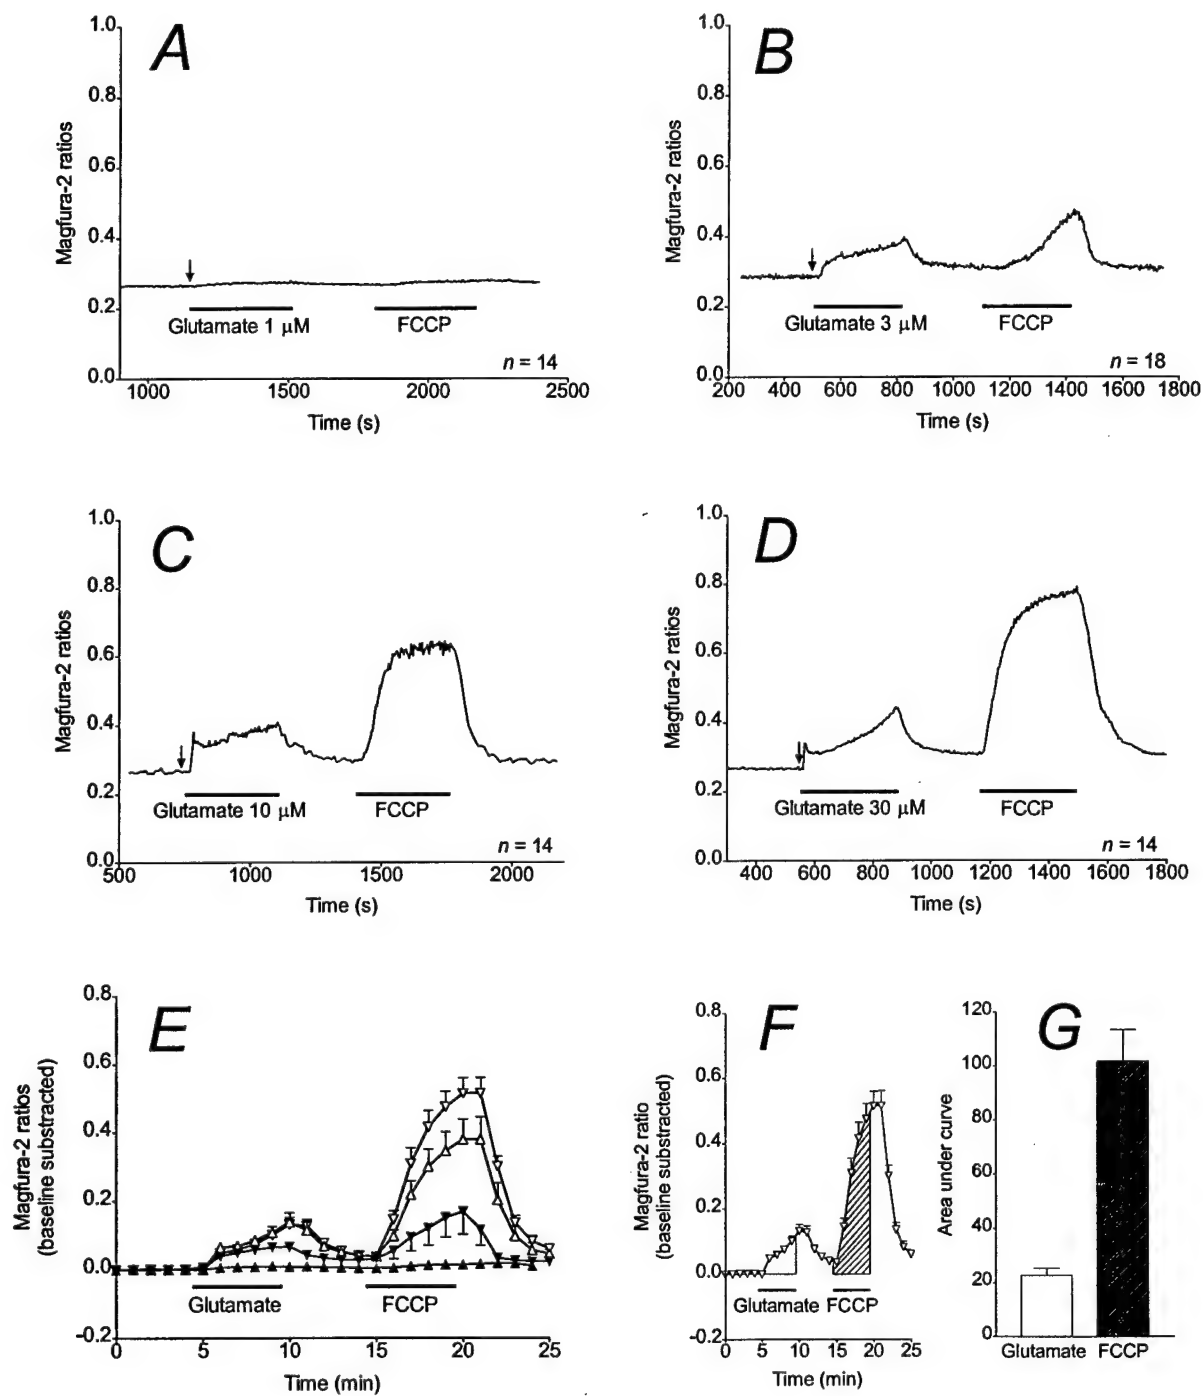 A
1.0
0.8
0.6
0.4
0.2
0.0
Magfura-2 ratios
Glutamate 1 µM
FCCP
n = 14
1000 1500 2000 2500
Time (s)
B
1.0
0.8
0.6
0.4
0.2
0.0
Magfura-2 ratios
Glutamate 3 µM
FCCP
n = 18
200 400 600 800 1000 1200 1400 1600 1800
Time (s)
C
1.0
0.8
0.6
0.4
0.2
0.0
Magfura-2 ratios
Glutamate 10 µM
FCCP
n = 14
500 1000 1500 2000
Time (s)
D
1.0
0.8
0.6
0.4
0.2
0.0
Magfura-2 ratios
Glutamate 30 µM
FCCP
n = 14
400 600 800 1000 1200 1400 1600 1800
Time (s)
E
0.8
0.6
0.4
0.2
0.0
-0.2
Magfura-2 ratios
(baseline substracted)
Glutamate
FCCP
0 5 10 15 20 25
Time (min)
F
0.8
0.6
0.4
0.2
0.0
-0.2
Magfura-2 ratio
(baseline substracted)
Glutamate FCCP
0 5 10 15 20 25
Time (min)
G
120
100
80
60
40
20
0
Area under curve
Glutamate FCCP